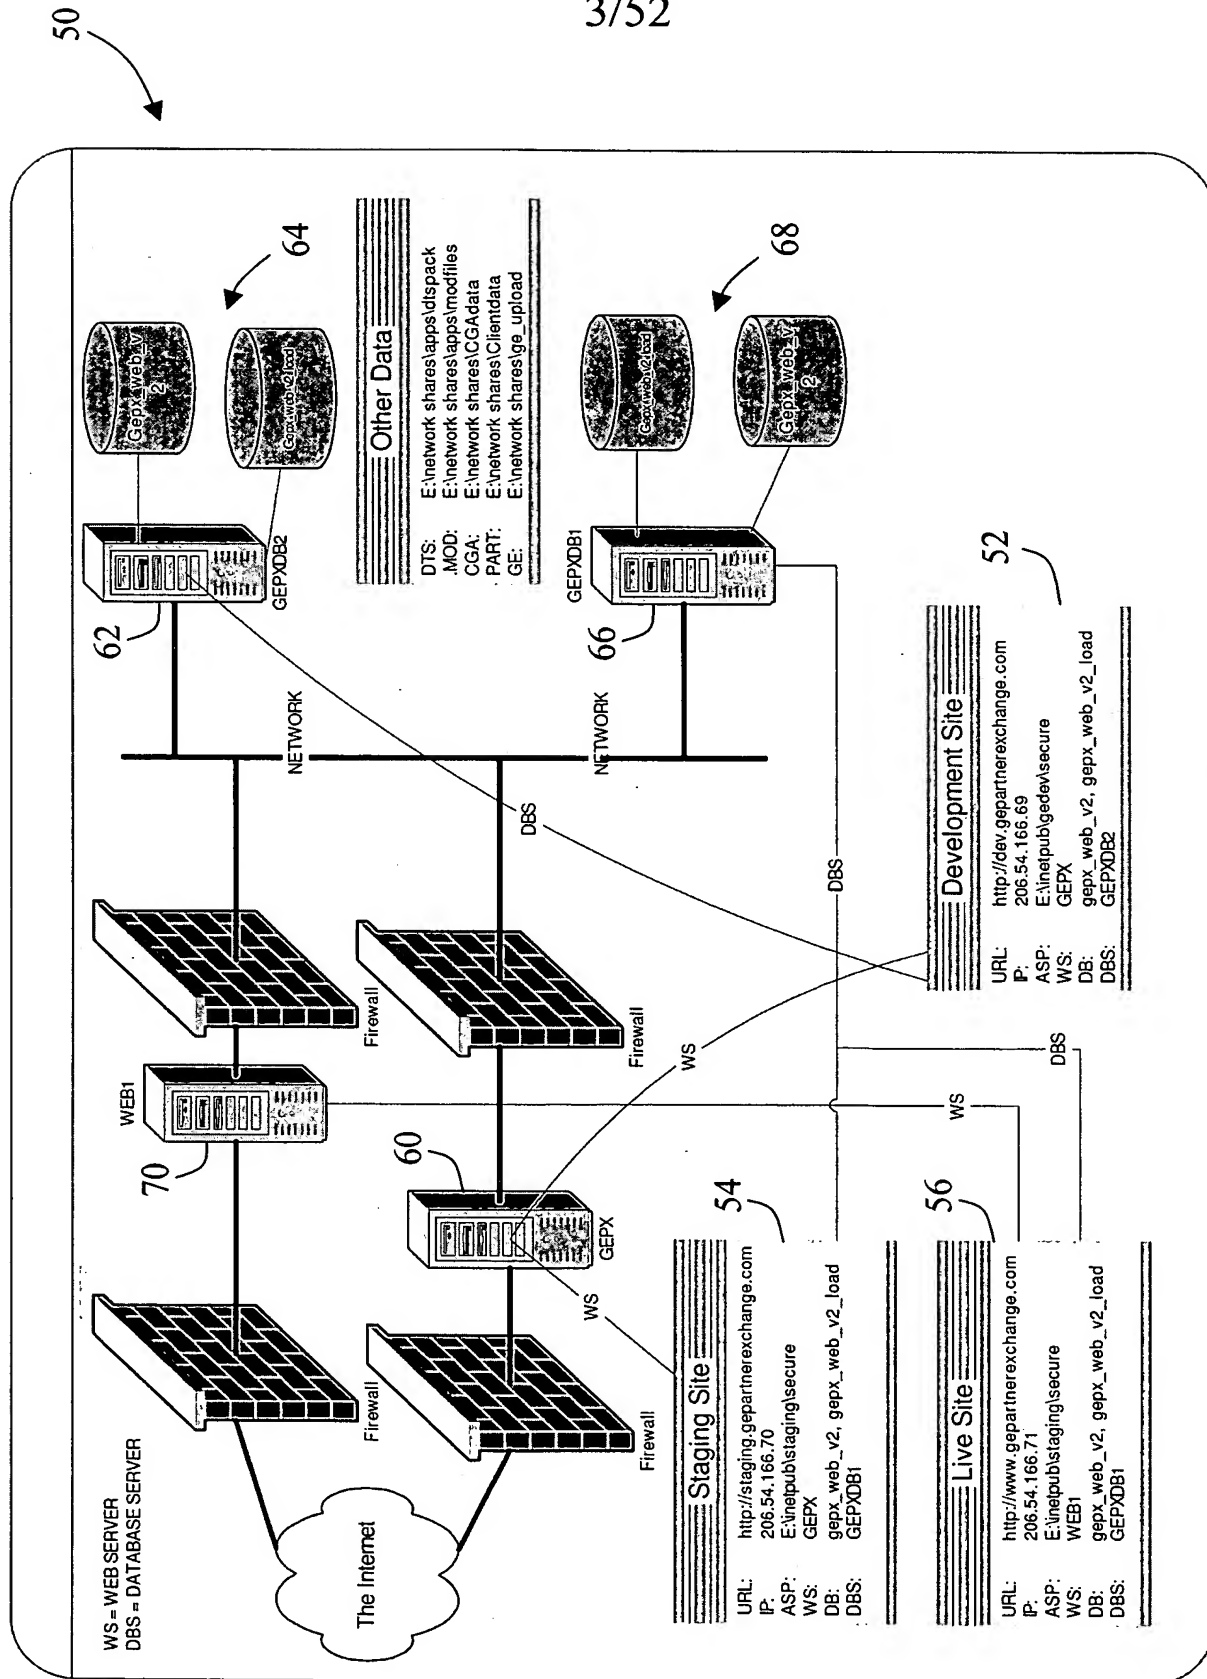 3/52
50
WS = WEB SERVER
DBS = DATABASE SERVER
The Internet
Firewall
Firewall
70
WEB1
60
GEPX
Firewall
Firewall
NETWORK
NETWORK
62
GEPXDB2
Gepx_web_v
2
Gepx_web_v2_load
64
Other Data
DTS: E:\network shares\apps\dtspack
.MOD: E:\network shares\apps\modfiles
CGA: E:\network shares\CGAdata
PART: E:\network shares\Clientdata
GE: E:\network shares\ge_upload
GEPXDB1
66
Gepx_web_v2_load
Gepx_web_v
2
68
WS
WS
WS
DBS
DBS
DBS
Staging Site
54
URL: http://staging.gepartnerexchange.com
IP: 206.54.166.70
ASP: E:\inetpub\staging\secure
WS: GEPX
DB: gepx_web_v2, gepx_web_v2_load
DBS: GEPXDB1
Live Site
56
URL: http://www.gepartnerexchange.com
IP: 206.54.166.71
ASP: E:\inetpub\staging\secure
WS: WEB1
DB: gepx_web_v2, gepx_web_v2_load
DBS: GEPXDB1
Development Site
52
URL: http://dev.gepartnerexchange.com
IP: 206.54.166.69
ASP: E:\inetpub\gedev\secure
WS: GEPX
DB: gepx_web_v2, gepx_web_v2_load
DBS: GEPXDB2